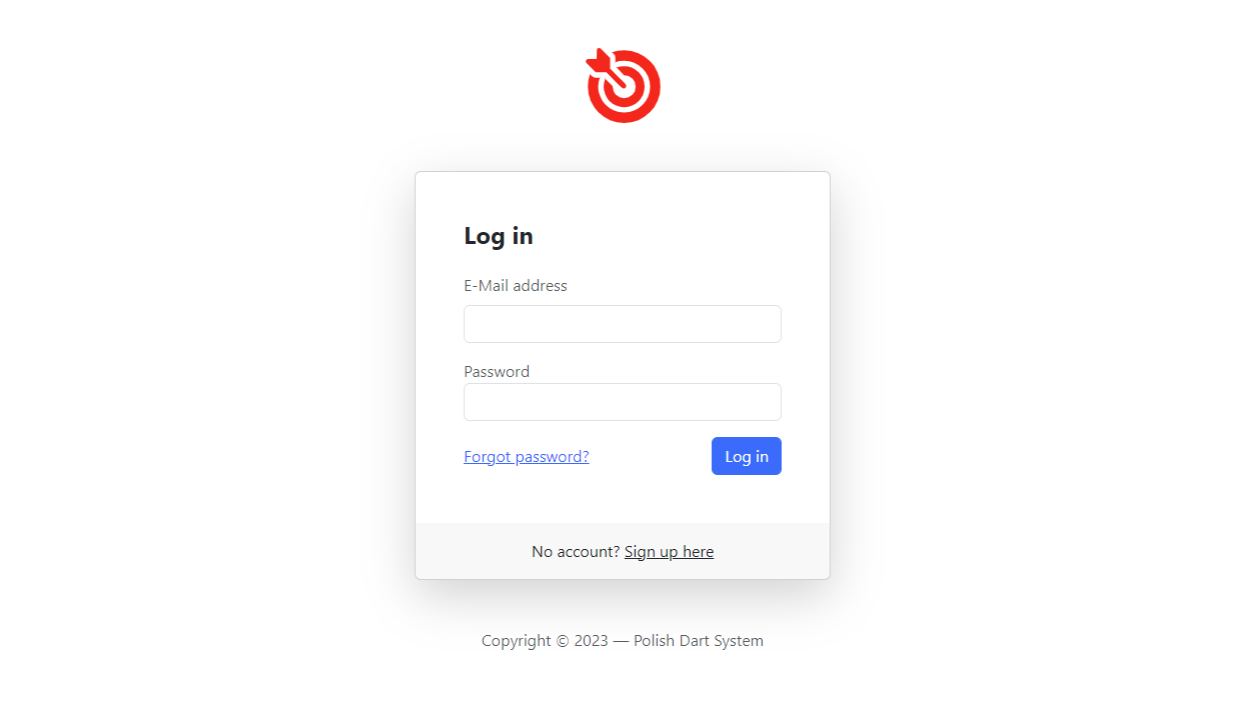 Log in
E-Mail address
Password
Forgot password?
Log in
No account? Sign up here
Copyright © 2023 — Polish Dart System